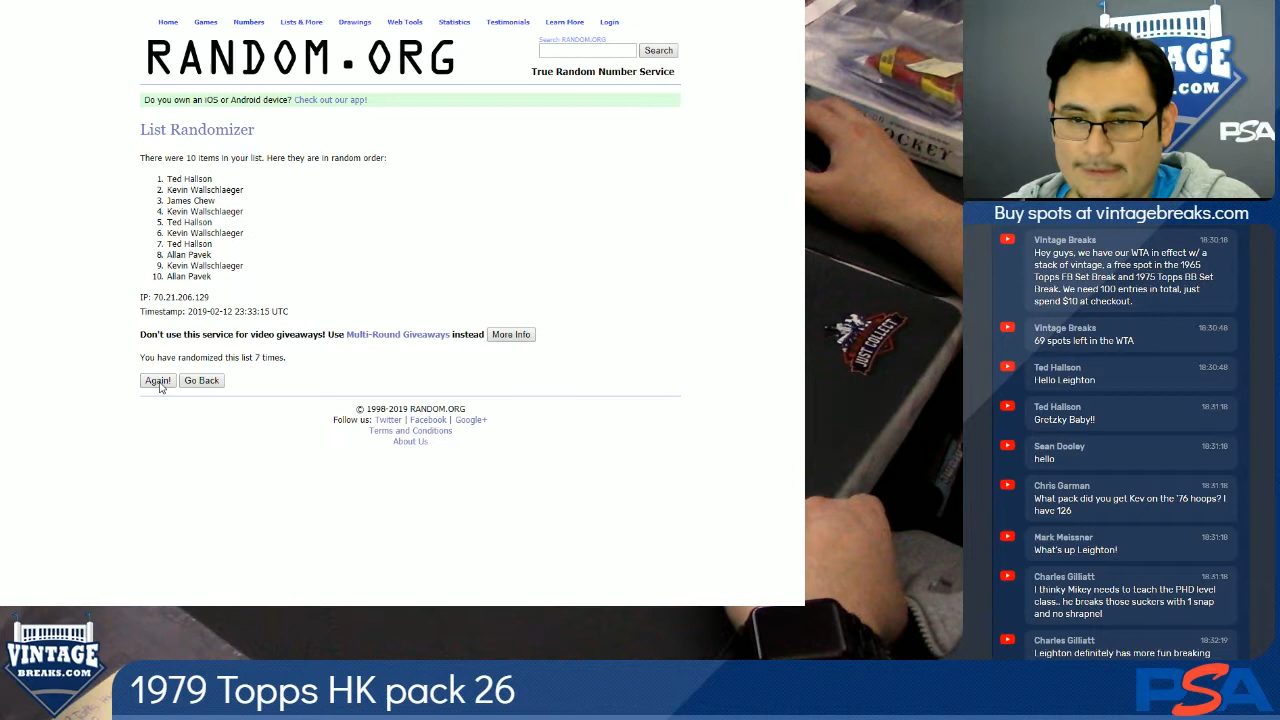 Home Games Numbers Lists & More Drawings Web Tools Statistics Testimonials Learn More Login
RANDOM.ORG
Search RANDOM.ORG
Search
True Random Number Service
Do you own an iOS or Android device? Check out our app!
List Randomizer
There were 10 items in your list. Here they are in random order:
1. Ted Hallson
2. Kevin Wallschlaeger
3. James Chew
4. Kevin Wallschlaeger
5. Ted Hallson
6. Kevin Wallschlaeger
7. Ted Hallson
8. Allan Pavek
9. Kevin Wallschlaeger
10. Allan Pavek
IP: 70.21.206.129
Timestamp: 2019-02-12 23:33:15 UTC
Don't use this service for video giveaways! Use Multi-Round Giveaways instead More Info
You have randomized this list 7 times.
Again! Go Back
© 1998-2019 RANDOM.ORG
Follow us: Twitter | Facebook | Google+
Terms and Conditions
About Us
JUST COLLECT
PSA
Buy spots at vintagebreaks.com
Vintage Breaks 18:30:18
Hey guys, we have our WTA in effect w/ a
stack of vintage, a free spot in the 1965
Topps FB Set Break and 1975 Topps BB Set
Break. We need 100 entries in total, just
spend $10 at checkout.
Vintage Breaks 18:30:48
69 spots left in the WTA
Ted Hallson 18:30:48
Hello Leighton
Ted Hallson 18:31:18
Gretzky Baby!!
Sean Dooley 18:31:18
hello
Chris Garman 18:31:18
What pack did you get Kev on the '76 hoops? I
have 126
Mark Meissner 18:31:18
What's up Leighton!
Charles Gilliatt 18:31:18
I thinky Mikey needs to teach the PHD level
class.. he breaks those suckers with 1 snap
and no shrapnel
Charles Gilliatt 18:32:19
Leighton definitely has more fun breaking
VINTAGE
BREAKS.COM
1979 Topps HK pack 26
PSA